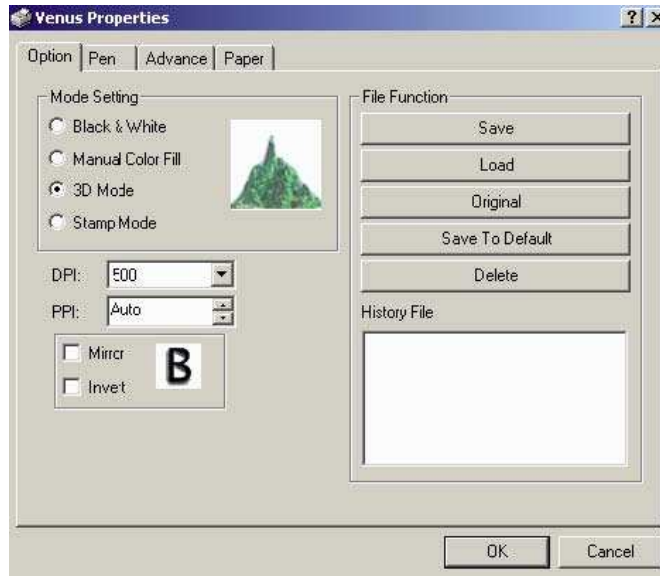 Venus Properties
Option Pen Advance Paper
Mode Setting
Black & White
Manual Color Fill
3D Mode
Stamp Mode
DPI: 500
PPI: Auto
Mirror
Invert
B
File Function
Save
Load
Original
Save To Default
Delete
History File
OK Cancel